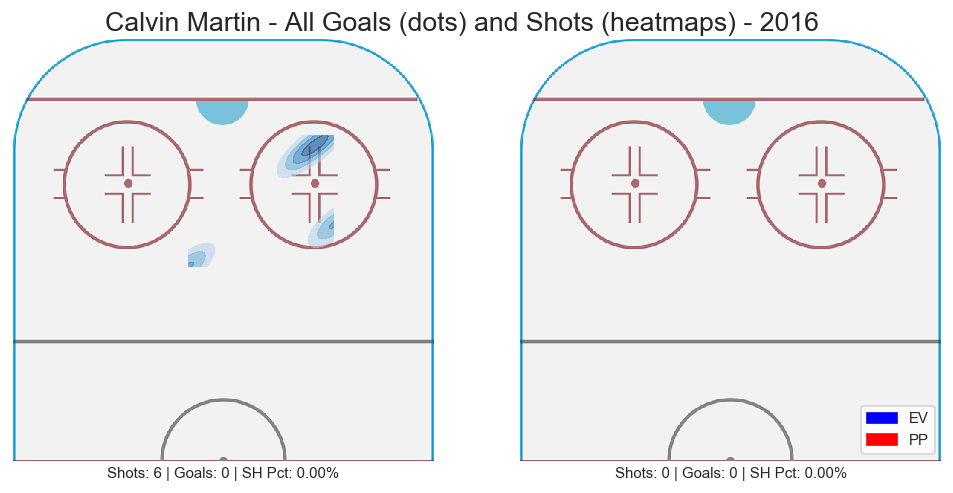 Calvin Martin - All Goals (dots) and Shots (heatmaps) - 2016
EV
PP
Shots: 6 | Goals: 0 | SH Pct: 0.00%
Shots: 0 | Goals: 0 | SH Pct: 0.00%